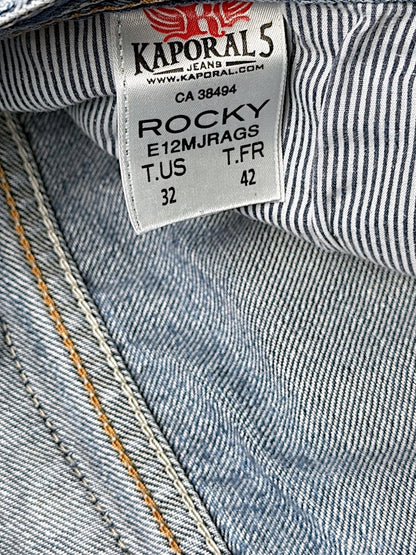 KAPORAL 5
JEANS
WWW.KAPORAL.COM
CA 38494
ROCKY
E12MJRAGS
T.US T.FR
32 42